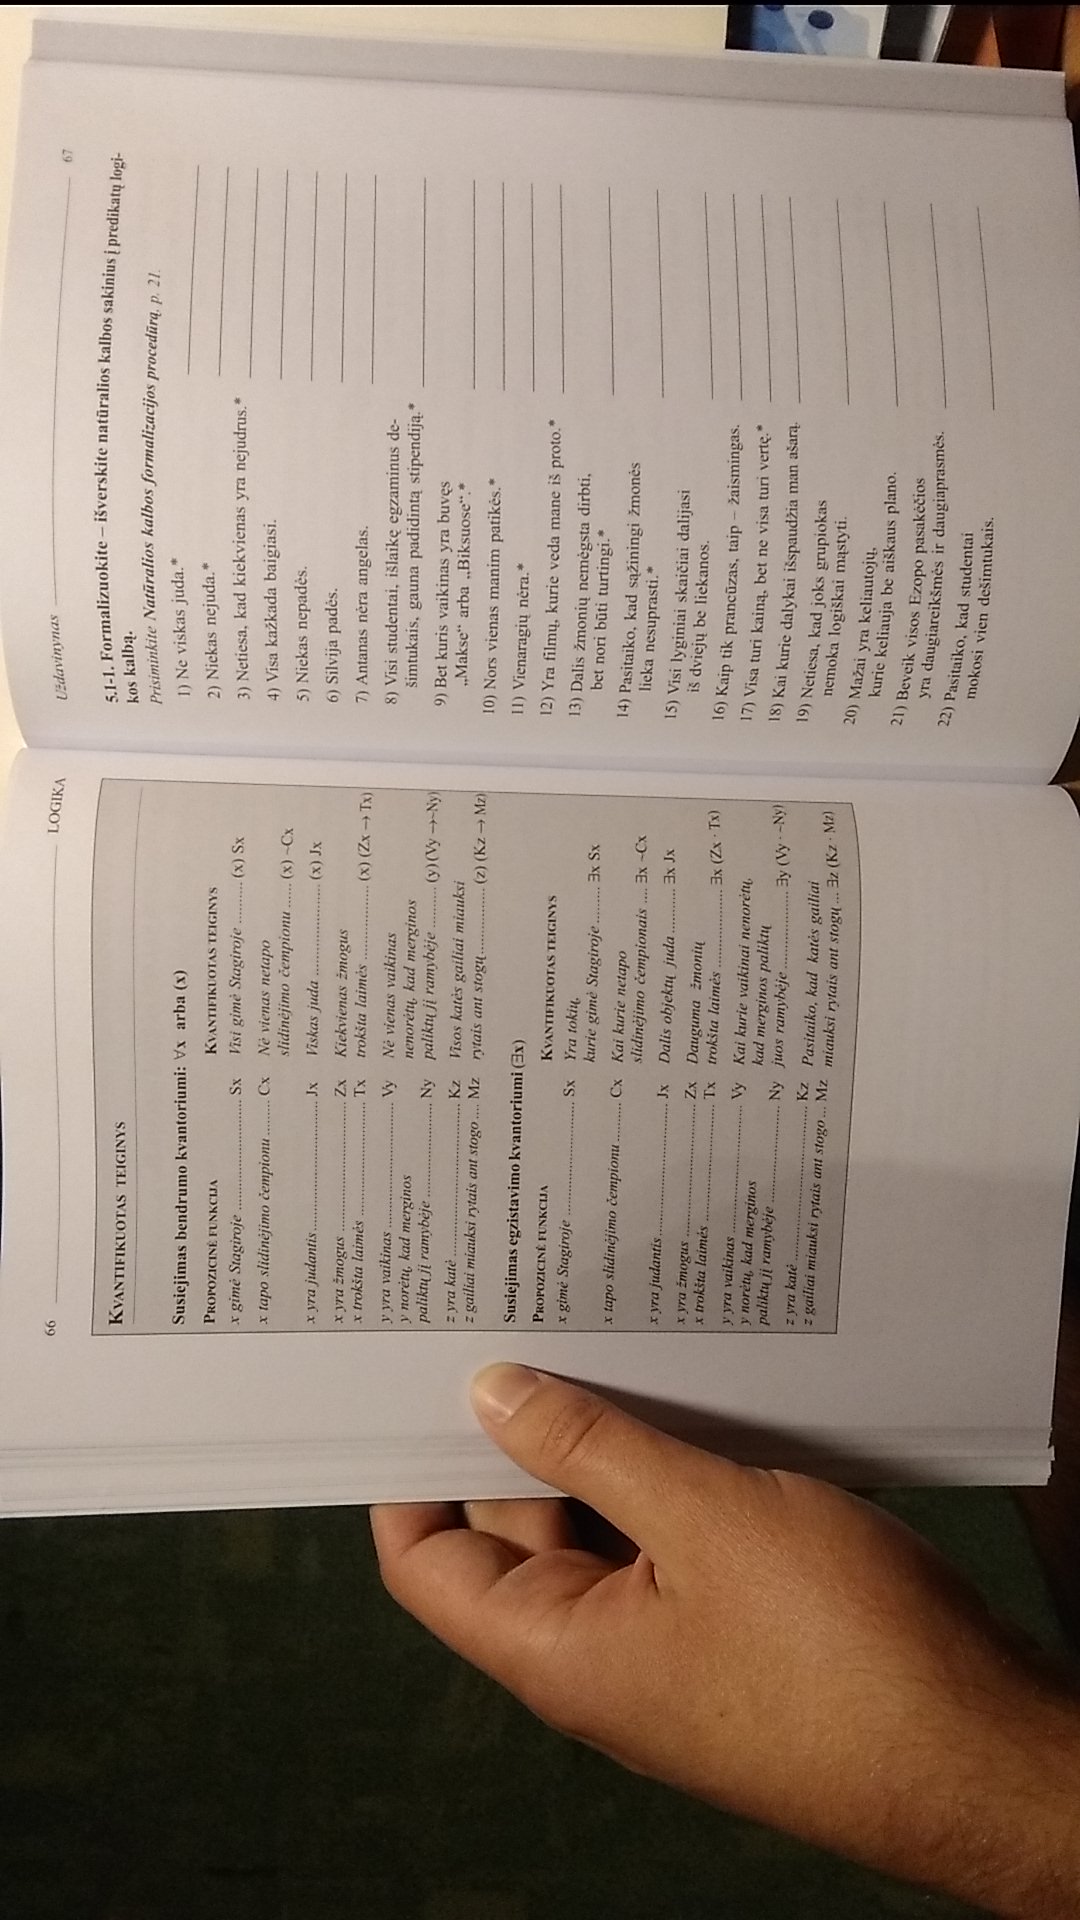 66 LOGIKA
KVANTIFIKUOTAS TEIGINYS
Susiejimas bendrumo kvantoriumi: ∀x arba (x)
PROPOZICINĖ FUNKCIJA KVANTIFIKUOTAS TEIGINYS
x gimė Stagiroje ........ Sx Visi gimė Stagiroje ........ (x) Sx
x tapo slidinėjimo čempionu ........ Cx Nė vienas netapo
slidinėjimo čempionu ...... (x) ~Cx
x yra judantis ........ Jx Viskas juda ........ (x) Jx
x yra žmogus ........ Zx Kiekvienas žmogus
x trokšta laimės ........ Tx trokšta laimės ........ (x) (Zx → Tx)
y yra vaikinas ........ Vy Nė vienas vaikinas
y norėtų, kad merginos nenorėtų, kad merginos
paliktų jį ramybėje ........ Ny paliktų jį ramybėje ........ (y) (Vy →~Ny)
z yra katė ........ Kz Visos katės gailiai miauksi
z gailiai miauksi rytais ant stogo .... Mz rytais ant stogų ........ (z) (Kz → Mz)
Susiejimas egzistavimo kvantoriumi (∃x)
PROPOZICINĖ FUNKCIJA KVANTIFIKUOTAS TEIGINYS
x gimė Stagiroje ........ Sx Yra tokių,
kurie gimė Stagiroje ........ ∃x Sx
x tapo slidinėjimo čempionu ........ Cx Kai kurie netapo
slidinėjimo čempionais .... ∃x ~Cx
x yra judantis ........ Jx Dalis objektų juda ........ ∃x Jx
x yra žmogus ........ Zx Dauguma žmonių
x trokšta laimės ........ Tx trokšta laimės ........ ∃x (Zx · Tx)
y yra vaikinas ........ Vy Kai kurie vaikinai nenorėtų,
y norėtų, kad merginos kad merginos paliktų
paliktų jį ramybėje ........ Ny juos ramybėje ........ ∃y (Vy · ~Ny)
z yra katė ........ Kz Pasitaiko, kad katės gailiai
z gailiai miauksi rytais ant stogo ... Mz miauksi rytais ant stogų ... ∃z (Kz · Mz)
Uždavinynas 67
5.1-1. Formalizuokite – išverskite natūralios kalbos sakinius į predikatų logi-
kos kalbą.
Prisiminkite Natūralios kalbos formalizacijos procedūrą, p. 21.
1) Ne viskas juda.*
2) Niekas nejuda.*
3) Netiesa, kad kiekvienas yra nejudrus.*
4) Visa kažkada baigiasi.
5) Niekas nepadės.
6) Silvija padės.
7) Antanas nėra angelas.
8) Visi studentai, išlaikę egzaminus de-
šimtukais, gauna padidintą stipendiją.*
9) Bet kuris vaikinas yra buvęs
„Makse“ arba „Biksuose“.*
10) Nors vienas manim patikės.*
11) Vienaragių nėra.*
12) Yra filmų, kurie veda mane iš proto.*
13) Dalis žmonių nemėgsta dirbti,
bet nori būti turtingi.*
14) Pasitaiko, kad sąžiningi žmonės
lieka nesuprasti.*
15) Visi lyginiai skaičiai dalijasi
iš dviejų be liekanos.
16) Kaip tik prancūzas, taip – žaismingas.
17) Visa turi kainą, bet ne visa turi vertę.*
18) Kai kurie dalykai išspaudžia man ašarą.
19) Netiesa, kad joks grupiokas
nemoka logiškai mąstyti.
20) Mažai yra keliautojų,
kurie keliauja be aiškaus plano.
21) Beveik visos Ezopo pasakėčios
yra daugiareikšmės ir daugiaprasmės.
22) Pasitaiko, kad studentai
mokosi vien dešimtukais.